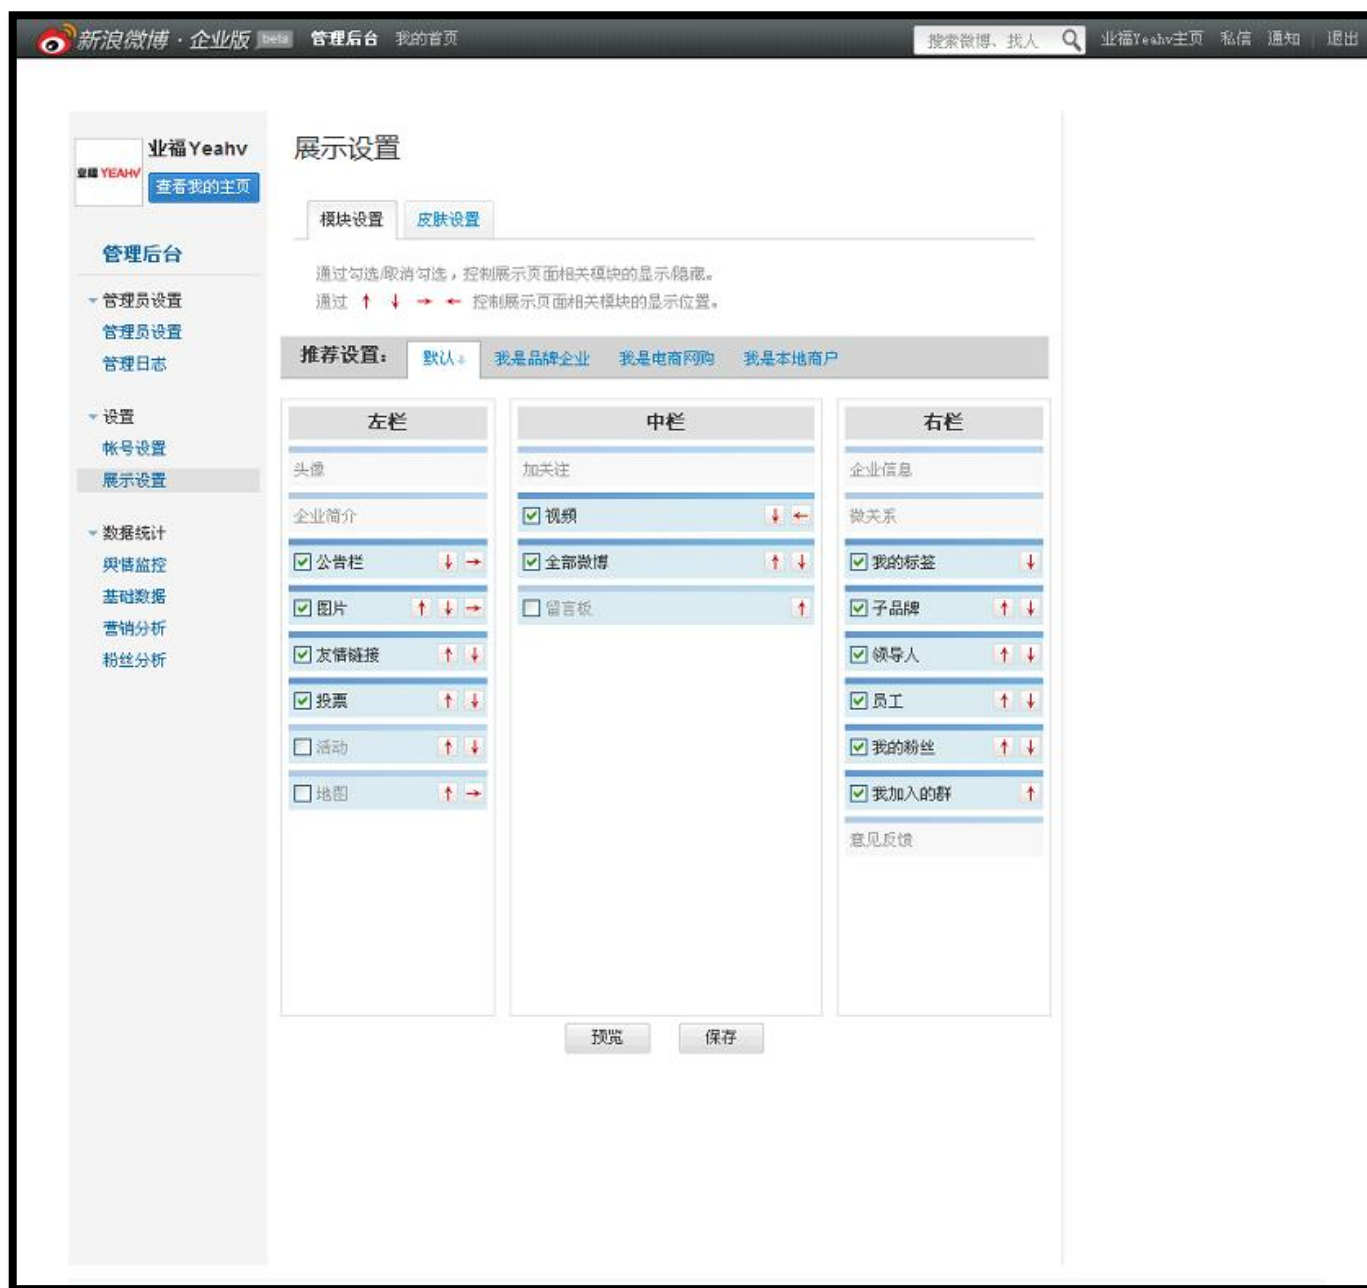 新浪微博·企业版 beta 管理后台 我的首页 搜索微博、找人 业福Yeahv主页 私信 通知 退出
业福Yeahv
业福 YEAHV
查看我的主页
管理后台
管理员设置
管理员设置
管理日志
设置
帐号设置
展示设置
数据统计
舆情监控
基础数据
营销分析
粉丝分析
展示设置
模块设置 皮肤设置
通过勾选/取消勾选，控制展示页面相关模块的显示/隐藏。
通过 ↑ ↓ → ← 控制展示页面相关模块的显示位置。
推荐设置： 默认 我是品牌企业 我是电商网购 我是本地商户
左栏
头像
企业简介
公告栏
图片
友情链接
投票
活动
地图
中栏
加关注
视频
全部微博
留言板
右栏
企业信息
微关系
我的标签
子品牌
领导人
员工
我的粉丝
我加入的群
意见反馈
预览 保存